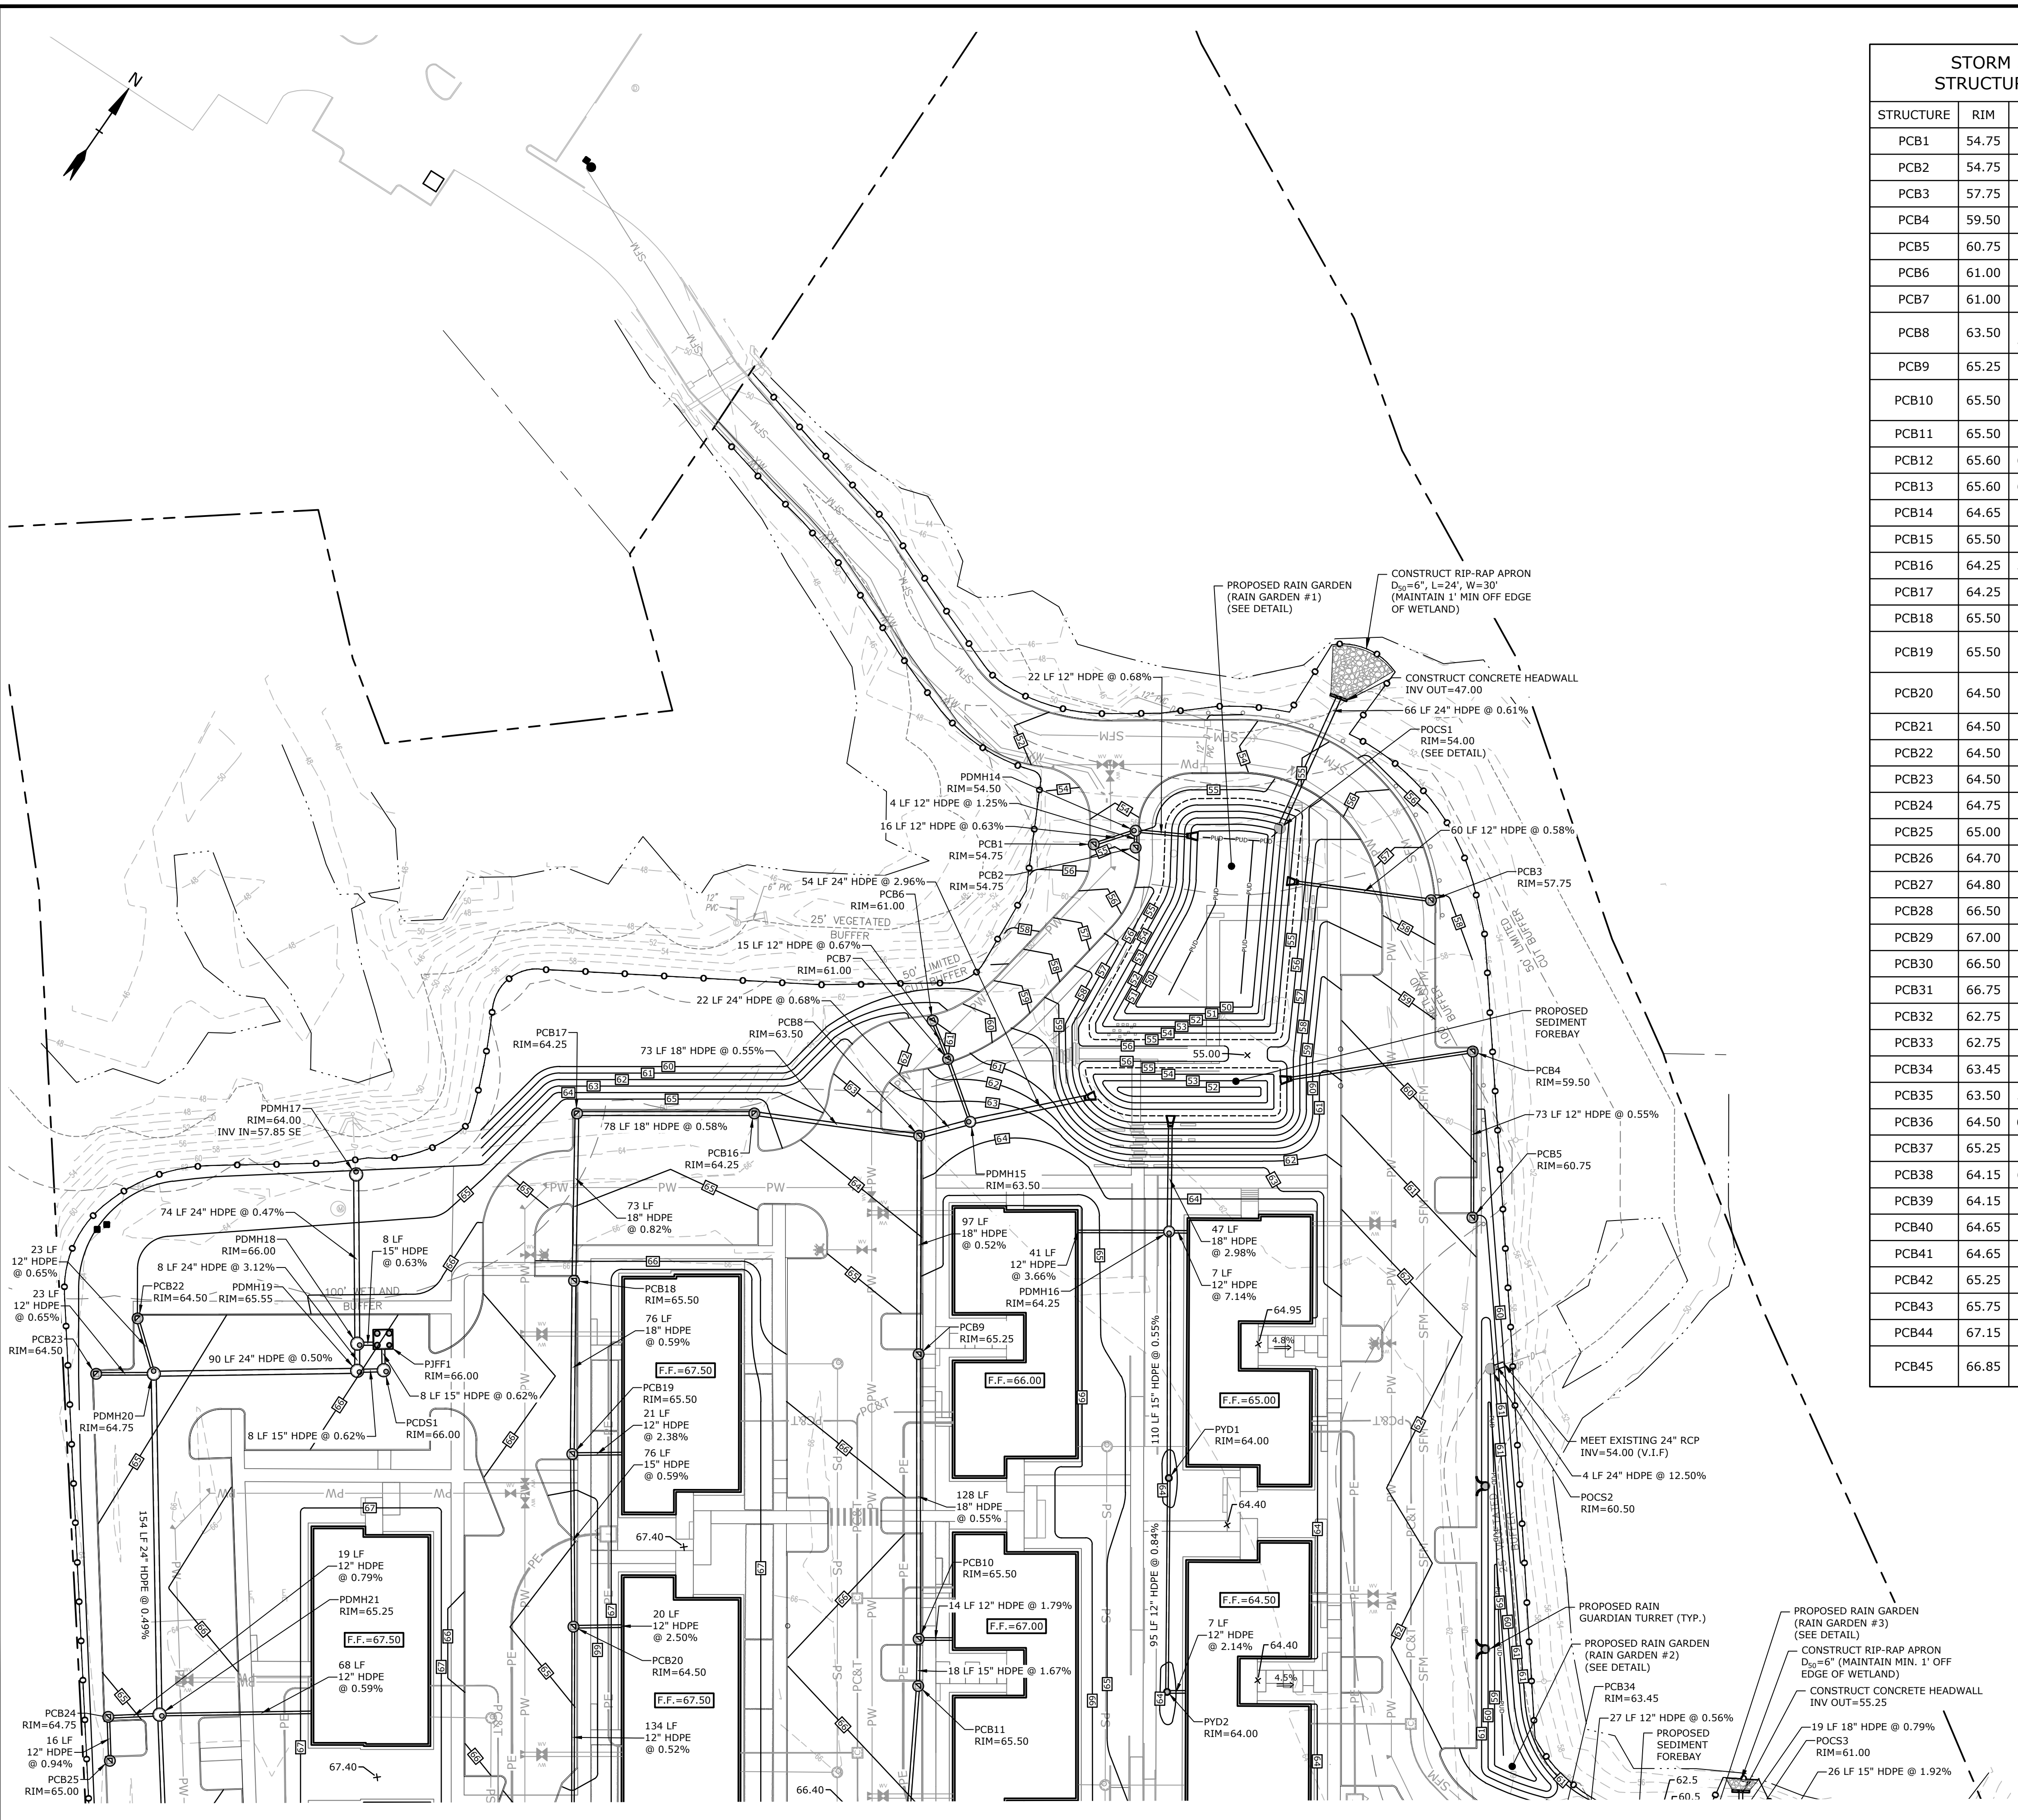 N
STORM
STRUCTUR
STRUCTURE RIM
PCB1 54.75
PCB2 54.75
PCB3 57.75
PCB4 59.50
PCB5 60.75
PCB6 61.00
PCB7 61.00
PCB8 63.50
PCB9 65.25
PCB10 65.50
PCB11 65.50
PCB12 65.60
PCB13 65.60
PCB14 64.65
PCB15 65.50
PCB16 64.25
PCB17 64.25
PCB18 65.50
PCB19 65.50
PCB20 64.50
PCB21 64.50
PCB22 64.50
PCB23 64.50
PCB24 64.75
PCB25 65.00
PCB26 64.70
PCB27 64.80
PCB28 66.50
PCB29 67.00
PCB30 66.50
PCB31 66.75
PCB32 62.75
PCB33 62.75
PCB34 63.45
PCB35 63.50
PCB36 64.50
PCB37 65.25
PCB38 64.15
PCB39 64.15
PCB40 64.65
PCB41 64.65
PCB42 65.25
PCB43 65.75
PCB44 67.15
PCB45 66.85
PROPOSED RAIN GARDEN
(RAIN GARDEN #1)
(SEE DETAIL)
CONSTRUCT RIP-RAP APRON
D50=6", L=24', W=30'
(MAINTAIN 1' MIN OFF EDGE
OF WETLAND)
22 LF 12" HDPE @ 0.68%
CONSTRUCT CONCRETE HEADWALL
INV OUT=47.00
66 LF 24" HDPE @ 0.61%
POCS1
RIM=54.00
(SEE DETAIL)
PDMH14
RIM=54.50
4 LF 12" HDPE @ 1.25%
16 LF 12" HDPE @ 0.63%
PCB1
RIM=54.75
PCB2
RIM=54.75
60 LF 12" HDPE @ 0.58%
PCB3
RIM=57.75
54 LF 24" HDPE @ 2.96%
PCB6
RIM=61.00
25' VEGETATED
BUFFER
15 LF 12" HDPE @ 0.67%
PCB7
RIM=61.00
50' LIMITED
CUT BUFFER
22 LF 24" HDPE @ 0.68%
PCB8
RIM=63.50
PCB17
RIM=64.25
73 LF 18" HDPE @ 0.55%
50' LIMITED
CUT BUFFER
PROPOSED
SEDIMENT
FOREBAY
55.00
PCB4
RIM=59.50
73 LF 12" HDPE @ 0.55%
PCB5
RIM=60.75
PDMH17
RIM=64.00
INV IN=57.85 SE
78 LF 18" HDPE @ 0.58%
PCB16
RIM=64.25
PDMH15
RIM=63.50
74 LF 24" HDPE @ 0.47%
PDMH18
RIM=66.00
8 LF
15" HDPE
@ 0.63%
8 LF 24" HDPE @ 3.12%
PDMH19
RIM=65.55
73 LF
18" HDPE
@ 0.82%
97 LF
18" HDPE
@ 0.52%
41 LF
12" HDPE
@ 3.66%
PDMH16
RIM=64.25
47 LF
18" HDPE
@ 2.98%
7 LF
12" HDPE
@ 7.14%
23 LF
12" HDPE
@ 0.65%
23 LF
12" HDPE
@ 0.65%
PCB22
RIM=64.50
100' WETLAND
BUFFER
PCB23
RIM=64.50
90 LF 24" HDPE @ 0.50%
PJFF1
RIM=66.00
8 LF 15" HDPE @ 0.62%
PCDS1
RIM=66.00
8 LF 15" HDPE @ 0.62%
PDMH20
RIM=64.75
PCB18
RIM=65.50
76 LF
18" HDPE
@ 0.59%
F.F.=67.50
PCB19
RIM=65.50
21 LF
12" HDPE
@ 2.38%
76 LF
15" HDPE
@ 0.59%
PCB9
RIM=65.25
F.F.=66.00
64.95
4.8%
F.F.=65.00
110 LF 15" HDPE @ 0.55%
PYD1
RIM=64.00
64.40
MEET EXISTING 24" RCP
INV=54.00 (V.I.F)
4 LF 24" HDPE @ 12.50%
POCS2
RIM=60.50
128 LF
18" HDPE
@ 0.55%
67.40
154 LF 24" HDPE @ 0.49%
19 LF
12" HDPE
@ 0.79%
PDMH21
RIM=65.25
F.F.=67.50
68 LF
12" HDPE
@ 0.59%
PCB24
RIM=64.75
16 LF
12" HDPE
@ 0.94%
PCB25
RIM=65.00
67.40
20 LF
12" HDPE
@ 2.50%
PCB20
RIM=64.50
F.F.=67.50
134 LF
12" HDPE
@ 0.52%
PCB10
RIM=65.50
14 LF 12" HDPE @ 1.79%
F.F.=67.00
18 LF 15" HDPE @ 1.67%
PCB11
RIM=65.50
66.40
95 LF 12" HDPE @ 0.84%
F.F.=64.50
7 LF
12" HDPE
@ 2.14%
64.40
4.5%
PYD2
RIM=64.00
PROPOSED RAIN
GUARDIAN TURRET (TYP.)
PROPOSED RAIN GARDEN
(RAIN GARDEN #2)
(SEE DETAIL)
PCB34
RIM=63.45
27 LF 12" HDPE @ 0.56%
PROPOSED
SEDIMENT
FOREBAY
62.5
60.5
PROPOSED RAIN GARDEN
(RAIN GARDEN #3)
(SEE DETAIL)
CONSTRUCT RIP-RAP APRON
D50=6" (MAINTAIN MIN. 1' OFF
EDGE OF WETLAND)
CONSTRUCT CONCRETE HEADWALL
INV OUT=55.25
19 LF 18" HDPE @ 0.79%
POCS3
RIM=61.00
26 LF 15" HDPE @ 1.92%